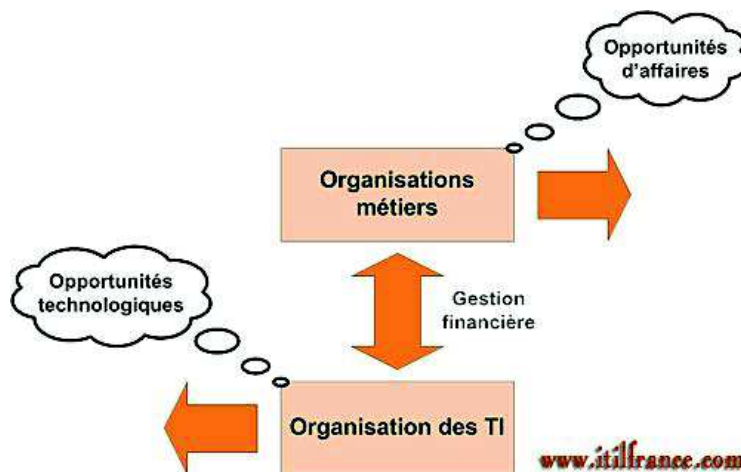 Opportunités
d'affaires
Organisations
métiers
Opportunités
technologiques
Gestion
financière
Organisation des TI
www.itilfrance.com